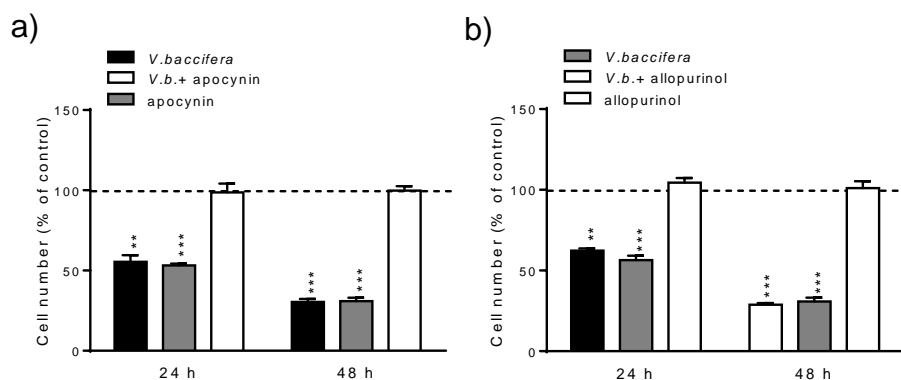 a)
V.baccifera
V.b.+ apocynin
apocynin
150
100
50
0
Cell number (% of control)
**
***
***
***
24 h
48 h
b)
V.baccifera
V.b.+ allopurinol
allopurinol
150
100
50
0
Cell number (% of control)
**
***
***
***
24 h
48 h